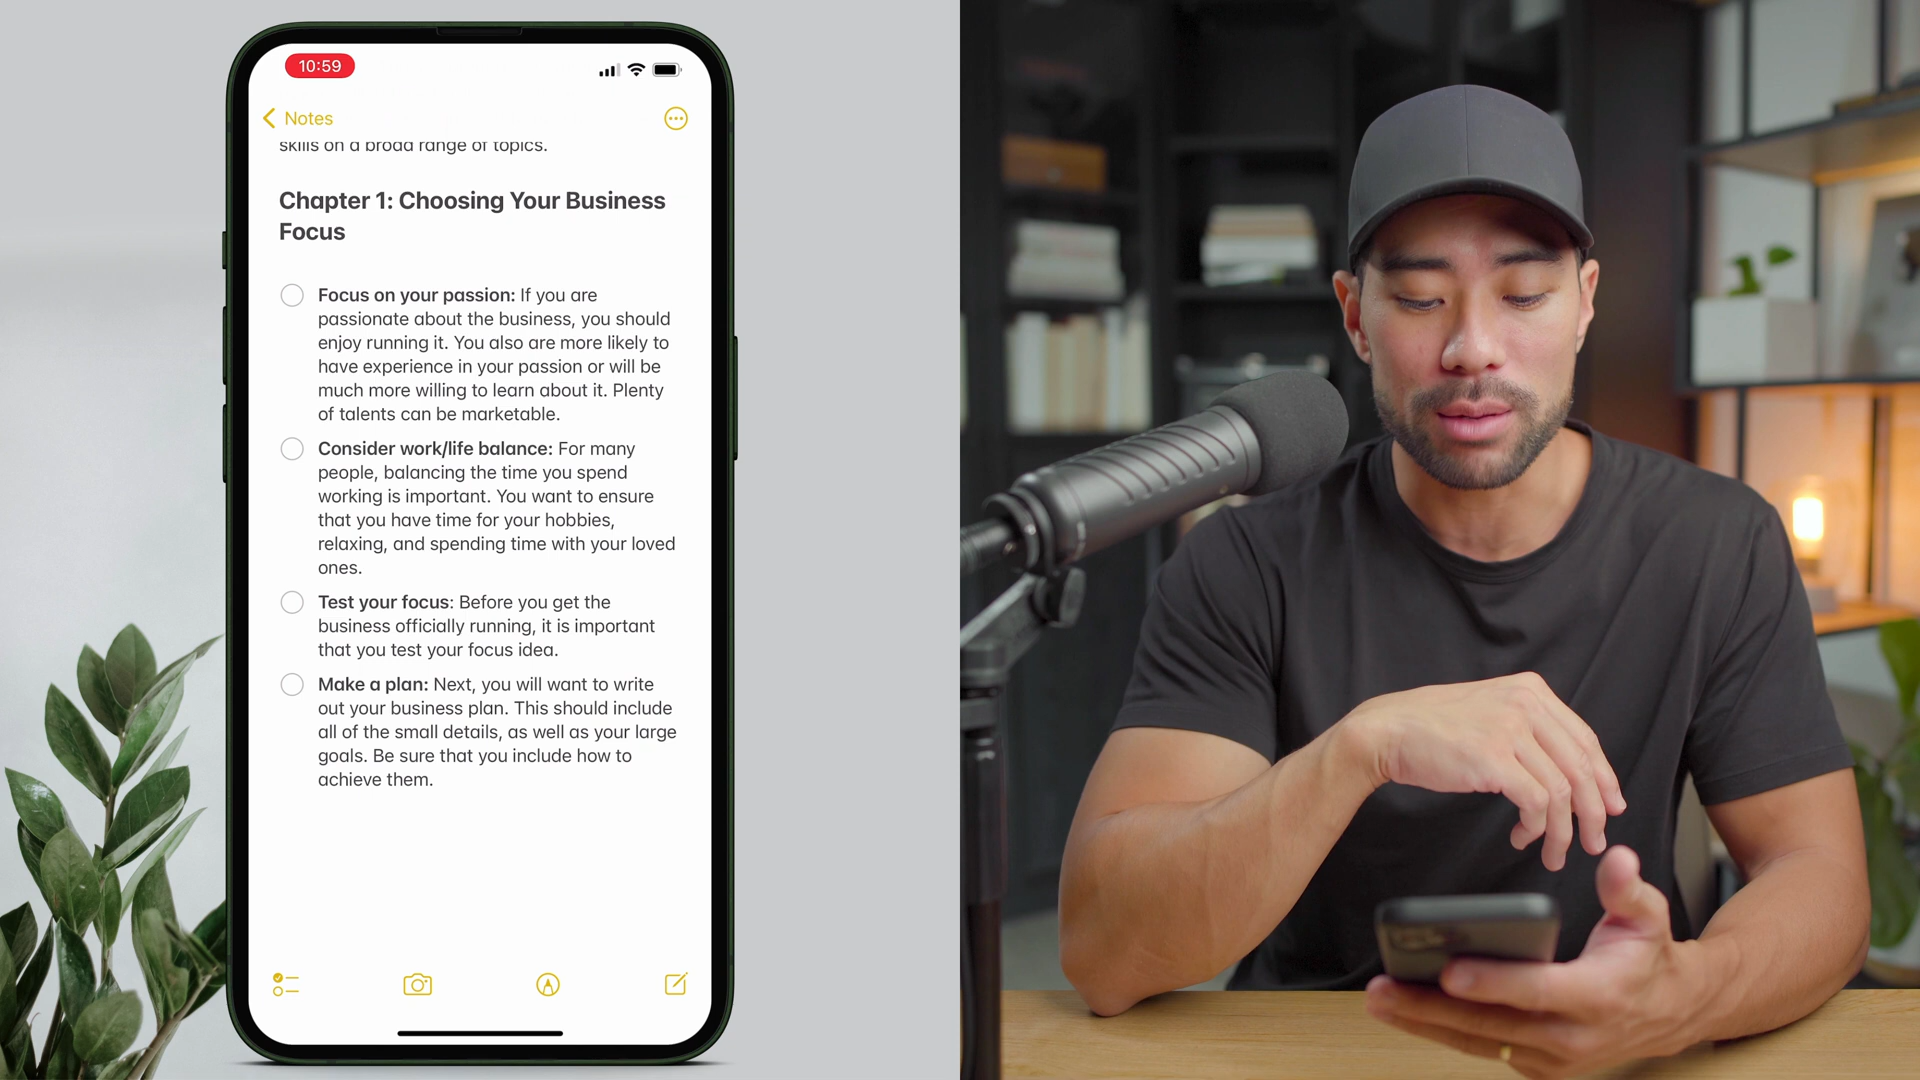 10:59
Notes
skills on a broad range of topics.
Chapter 1: Choosing Your Business
Focus
Focus on your passion: If you are
passionate about the business, you should
enjoy running it. You also are more likely to
have experience in your passion or will be
much more willing to learn about it. Plenty
of talents can be marketable.
Consider work/life balance: For many
people, balancing the time you spend
working is important. You want to ensure
that you have time for your hobbies,
relaxing, and spending time with your loved
ones.
Test your focus: Before you get the
business officially running, it is important
that you test your focus idea.
Make a plan: Next, you will want to write
out your business plan. This should include
all of the small details, as well as your large
goals. Be sure that you include how to
achieve them.